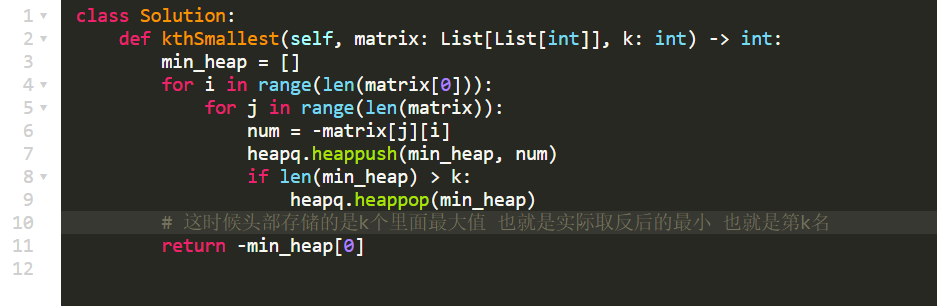 1 class Solution:
2 def kthSmallest(self, matrix: List[List[int]], k: int) -> int:
3 min_heap = []
4 for i in range(len(matrix[0])):
5 for j in range(len(matrix)):
6 num = -matrix[j][i]
7 heapq.heappush(min_heap, num)
8 if len(min_heap) > k:
9 heapq.heappop(min_heap)
10 # 这时候头部存储的是k个里面最大值 也就是实际取反后的最小 也就是第k名
11 return -min_heap[0]
12